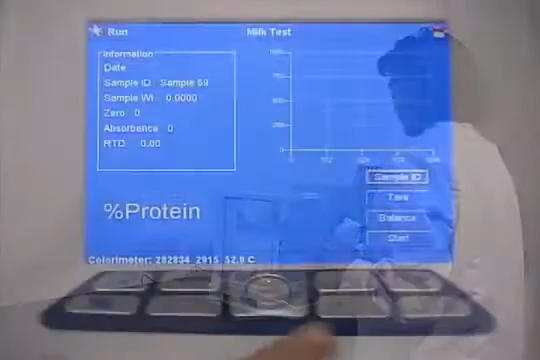 Run
Milk Test
Information
Date
Sample ID Sample 59
Sample Wt 0.0000
Zero 0
Absorbance 0
RTD 0.00
0
Sample ID
Tare
Balance
Start
%Protein
Colorimeter: 282834 2915 52.9 C